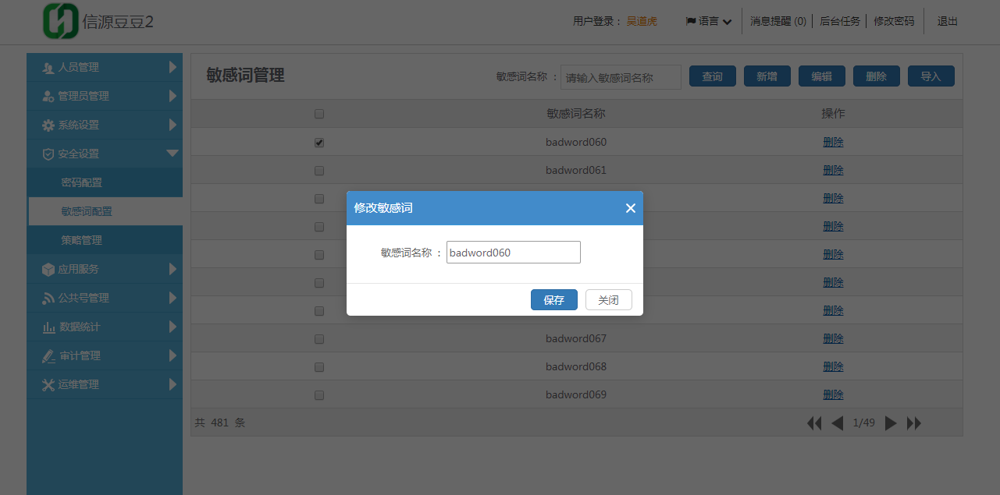 信源豆豆2
用户登录： 吴道虎 语言 消息提醒 (0) 后台任务 修改密码 退出
人员管理
管理员管理
系统设置
安全设置
密码配置
敏感词配置
策略管理
应用服务
公共号管理
数据统计
审计管理
运维管理
敏感词管理
敏感词名称 ： 请输入敏感词名称 查询 新增 编辑 删除 导入
敏感词名称 操作
badword060 删除
badword061 删除
删除
删除
删除
删除
删除
badword067 删除
badword068 删除
badword069 删除
共 481 条 1/49
修改敏感词
敏感词名称 ： badword060
保存 关闭